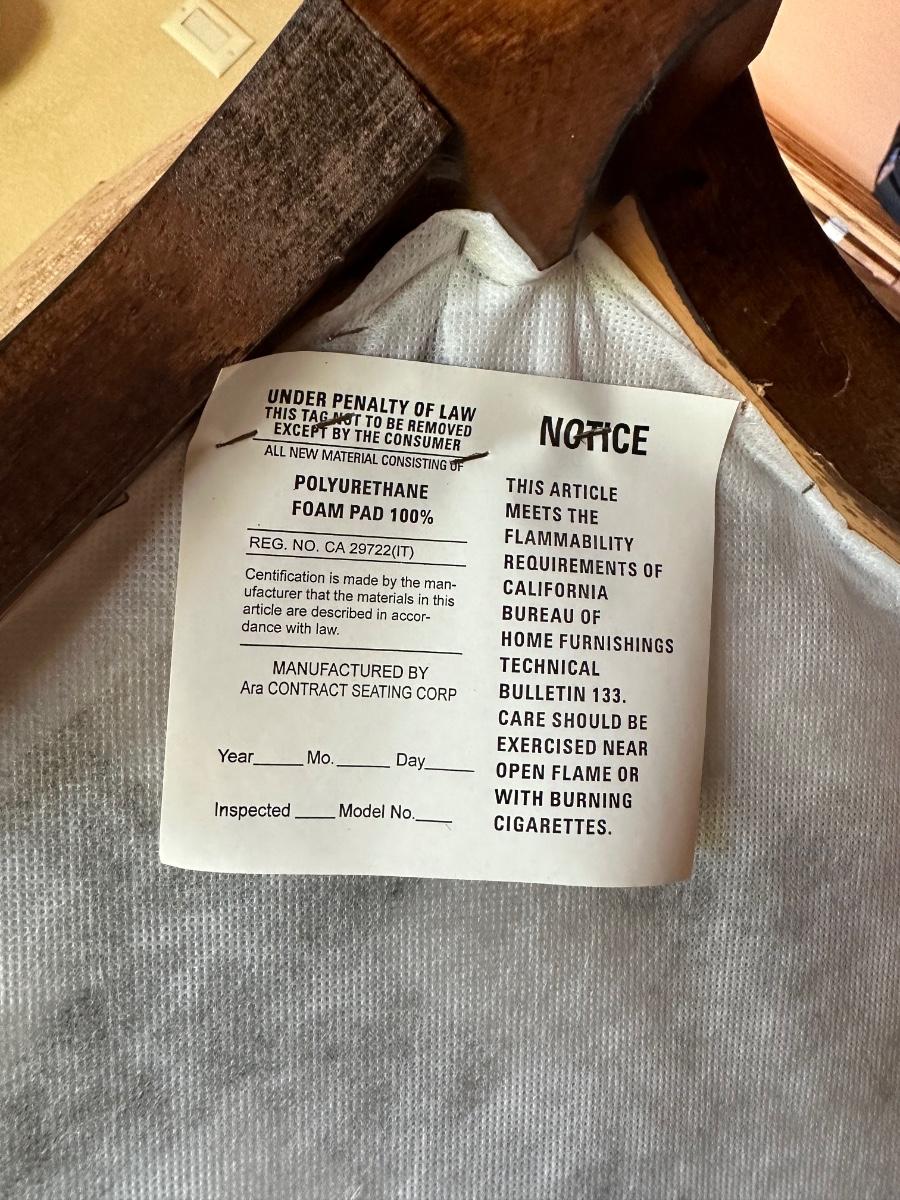 UNDER PENALTY OF LAW
THIS TAG NOT TO BE REMOVED
EXCEPT BY THE CONSUMER
ALL NEW MATERIAL CONSISTING OF
POLYURETHANE
FOAM PAD 100%
REG. NO. CA 29722(IT)
Certification is made by the man-
ufacturer that the materials in this
article are described in accor-
dance with law.
MANUFACTURED BY
Ara CONTRACT SEATING CORP
Year_____ Mo. _____ Day_____
Inspected ____ Model No.____
NOTICE
THIS ARTICLE
MEETS THE
FLAMMABILITY
REQUIREMENTS OF
CALIFORNIA
BUREAU OF
HOME FURNISHINGS
TECHNICAL
BULLETIN 133.
CARE SHOULD BE
EXERCISED NEAR
OPEN FLAME OR
WITH BURNING
CIGARETTES.